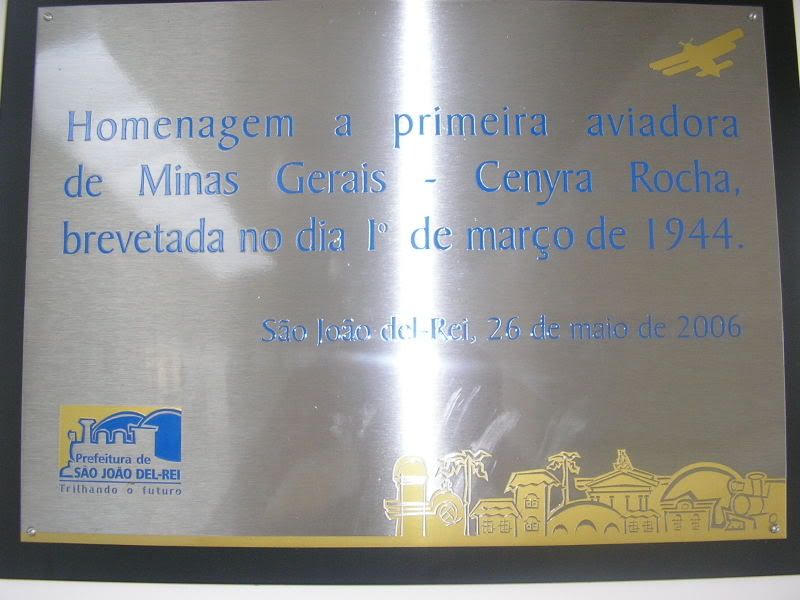 Homenagem a primeira aviadora
de Minas Gerais - Cenyra Rocha,
brevetada no dia 1º de março de 1944.
São João del-Rei, 26 de maio de 2006
Prefeitura de
SÃO JOÃO DEL-REI
Trilhando o futuro